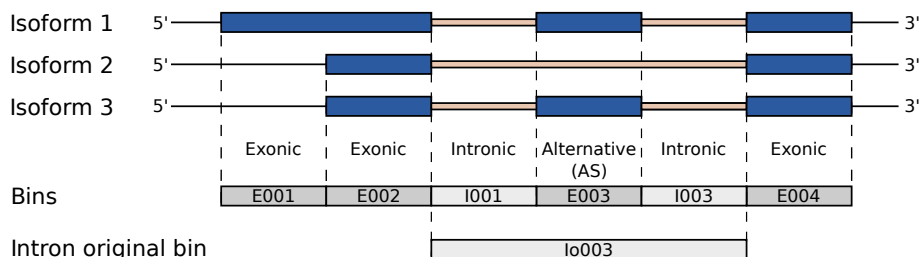 Isoform 1 5' 3'
Isoform 2 5' 3'
Isoform 3 5' 3'
Exonic Exonic Intronic Alternative (AS) Intronic Exonic
Bins E001 E002 I001 E003 I003 E004
Intron original bin Io003